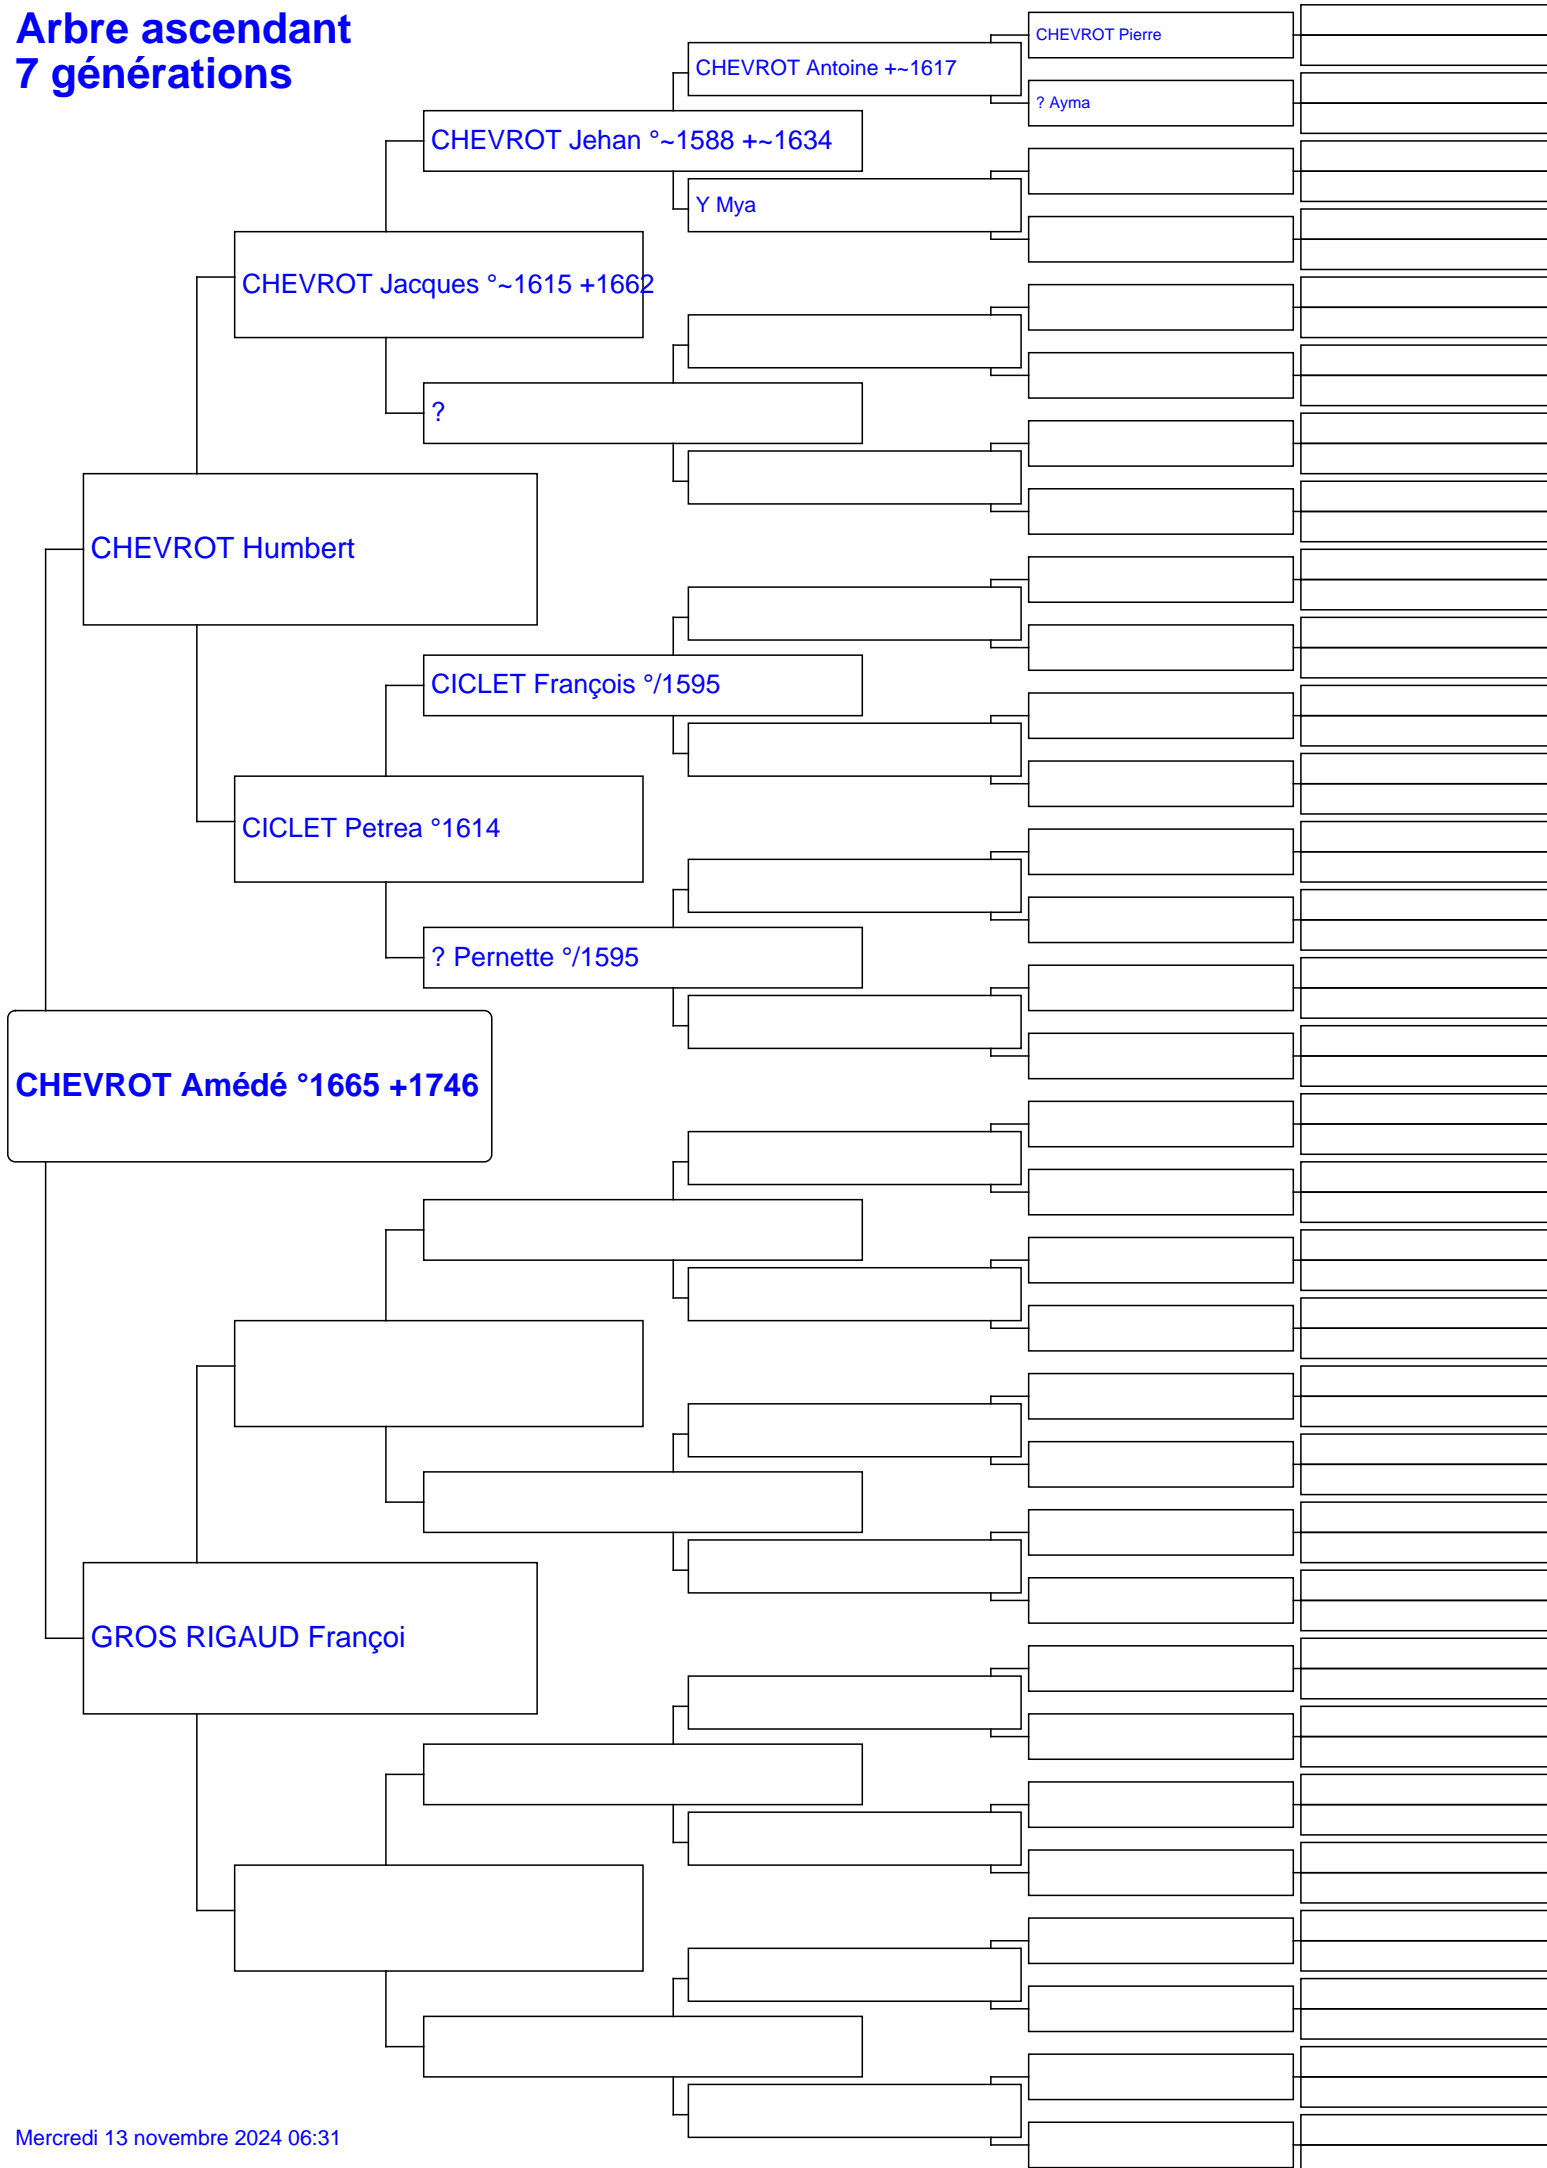 Arbre ascendant
7 générations
CHEVROT Pierre
CHEVROT Antoine +~1617
? Ayma
CHEVROT Jehan °~1588 +~1634
Y Mya
CHEVROT Jacques °~1615 +1662
?
CHEVROT Humbert
CICLET François °/1595
CICLET Petrea °1614
? Pernette °/1595
CHEVROT Amédé °1665 +1746
GROS RIGAUD Françoi
Mercredi 13 novembre 2024 06:31